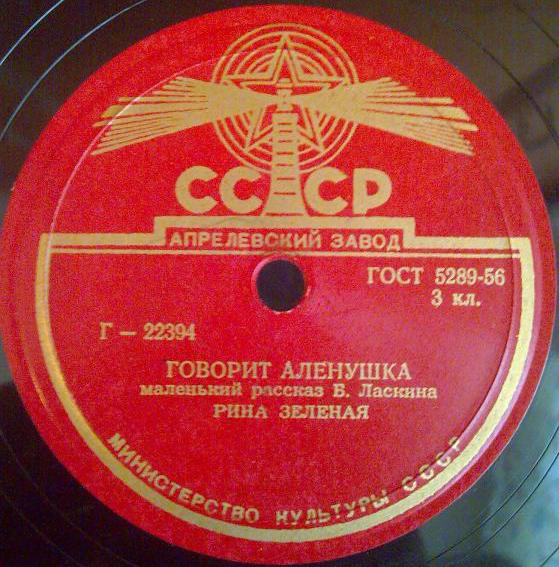 СССР
АПРЕЛЕВСКИЙ ЗАВОД
ГОСТ 5289-56
3 кл.
Г — 22394
ГОВОРИТ АЛЕНУШКА
маленький рассказ Б. Ласкина
РИНА ЗЕЛЕНАЯ
МИНИСТЕРСТВО КУЛЬТУРЫ СССР